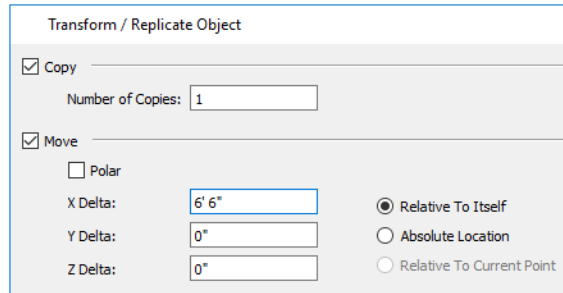 Transform / Replicate Object
Copy
Number of Copies: 1
Move
Polar
X Delta: 6' 6" Relative To Itself
Y Delta: 0" Absolute Location
Z Delta: 0" Relative To Current Point